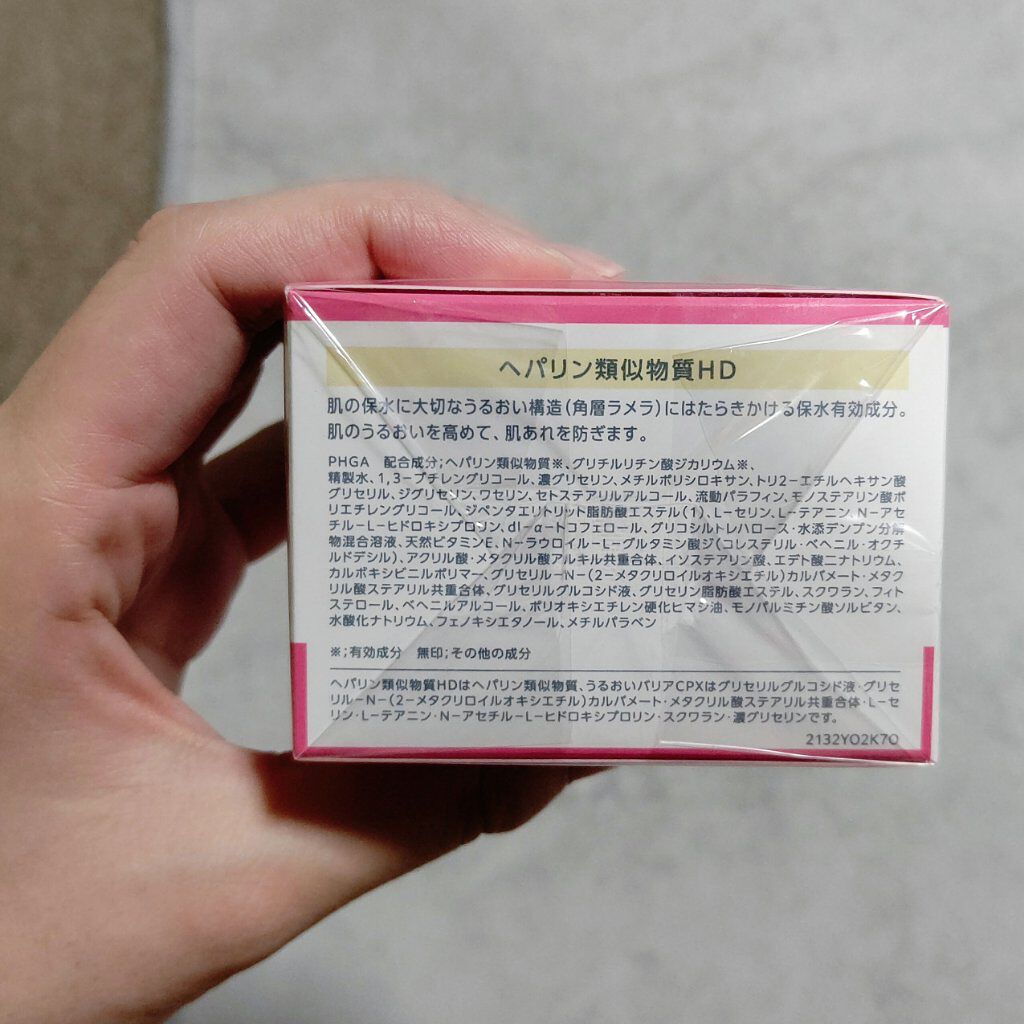 ヘパリン類似物質HD
肌の保水に大切なうるおい構造(角層ラメラ)にはたらきかける保水有効成分。
肌のうるおいを高めて、肌あれを防ぎます。
PHGA 配合成分;ヘパリン類似物質※、グリチルリチン酸ジカリウム※、
精製水、1,3-ブチレングリコール、濃グリセリン、メチルポリシロキサン、トリ2-エチルヘキサン酸
グリセリル、ジグリセリン、ワセリン、セトステアリルアルコール、流動パラフィン、モノステアリン酸ポ
リエチレングリコール、ジペンタエリトリット脂肪酸エステル(1)、L-セリン、L-テアニン、N-アセ
チル-L-ヒドロキシプロリン、dl-α-トコフェロール、グリコシルトレハロース・水添デンプン分解
物混合溶液、天然ビタミンE、N-ラウロイル-L-グルタミン酸ジ(コレステリル・ベヘニル・オクチ
ルドデシル)、アクリル酸・メタクリル酸アルキル共重合体、イソステアリン酸、エデト酸二ナトリウム、
カルボキシビニルポリマー、グリセリル-N-(2-メタクリロイルオキシエチル)カルバメート・メタク
リル酸ステアリル共重合体、グリセリルグルコシド液、グリセリン脂肪酸エステル、スクワラン、フィト
ステロール、ベヘニルアルコール、ポリオキシエチレン硬化ヒマシ油、モノパルミチン酸ソルビタン、
水酸化ナトリウム、フェノキシエタノール、メチルパラベン
※;有効成分 無印;その他の成分
ヘパリン類似物質HDはヘパリン類似物質、うるおいバリアCPXはグリセリルグルコシド液・グリセ
リル-N-(2-メタクリロイルオキシエチル)カルバメート・メタクリル酸ステアリル共重合体・L-セ
リン・L-テアニン・N-アセチル-L-ヒドロキシプロリン・スクワラン・濃グリセリンです。
2132YO2K7O